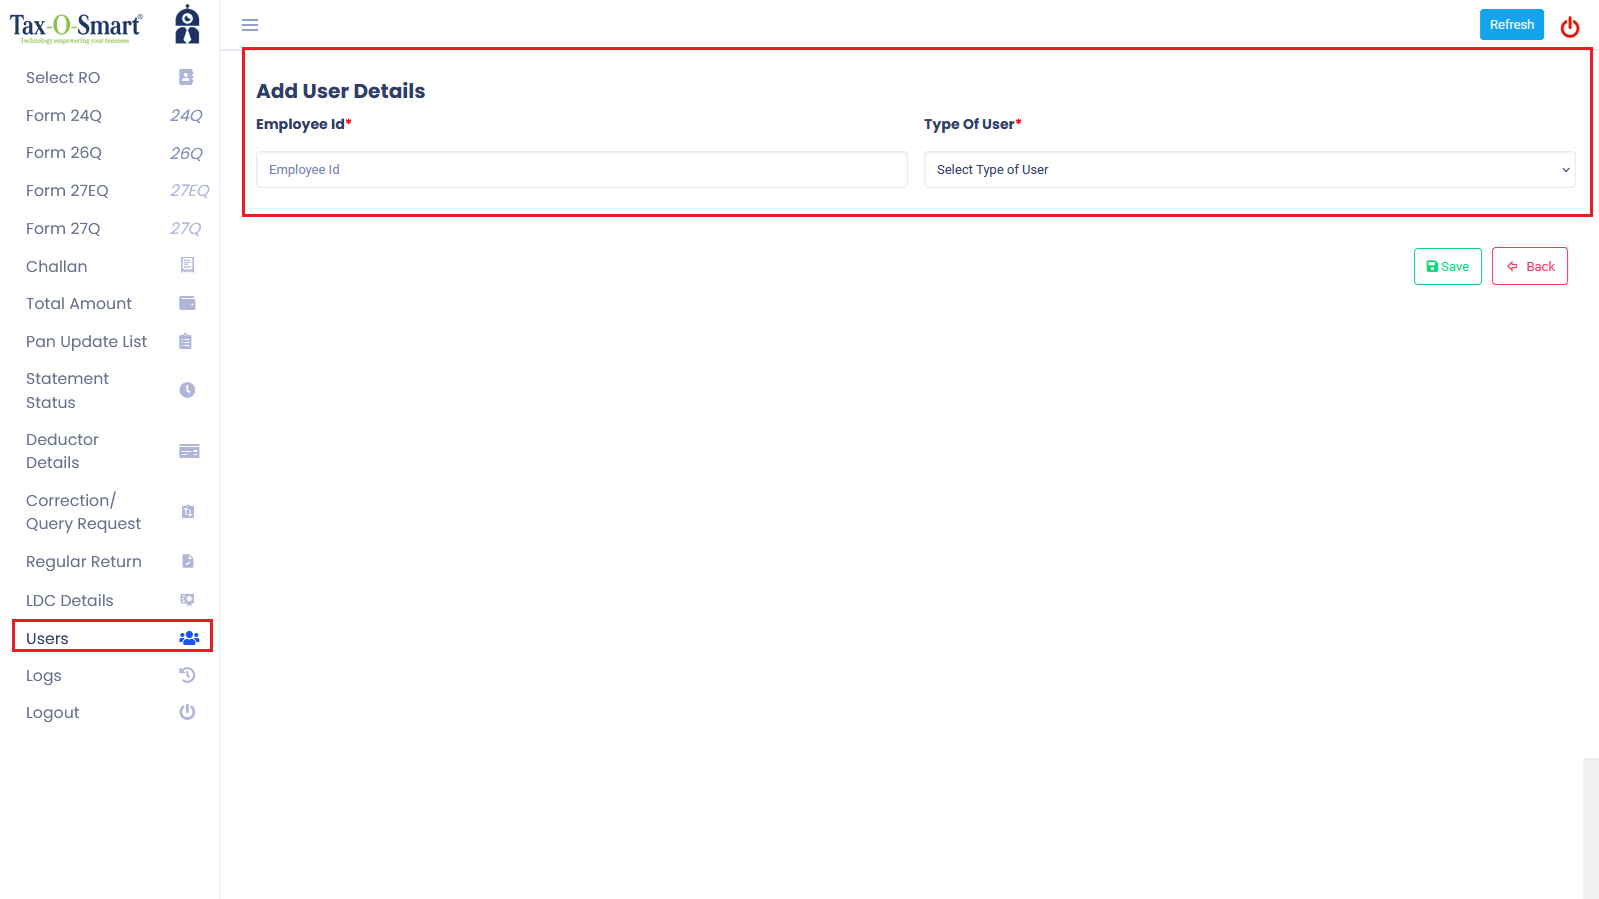 Tax-O-Smart®
Technology empowering your buisness
Refresh
Select RO
Form 24Q 24Q
Form 26Q 26Q
Form 27EQ 27EQ
Form 27Q 27Q
Challan
Total Amount
Pan Update List
Statement
Status
Deductor
Details
Correction/
Query Request
Regular Return
LDC Details
Users
Logs
Logout
Add User Details
Employee Id* Type Of User*
Employee Id Select Type of User
Save Back